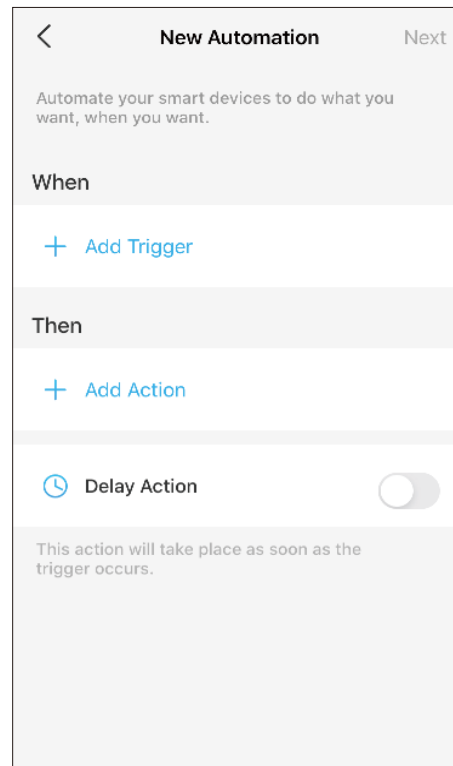 New Automation Next
Automate your smart devices to do what you
want, when you want.
When
Add Trigger
Then
Add Action
Delay Action
This action will take place as soon as the
trigger occurs.